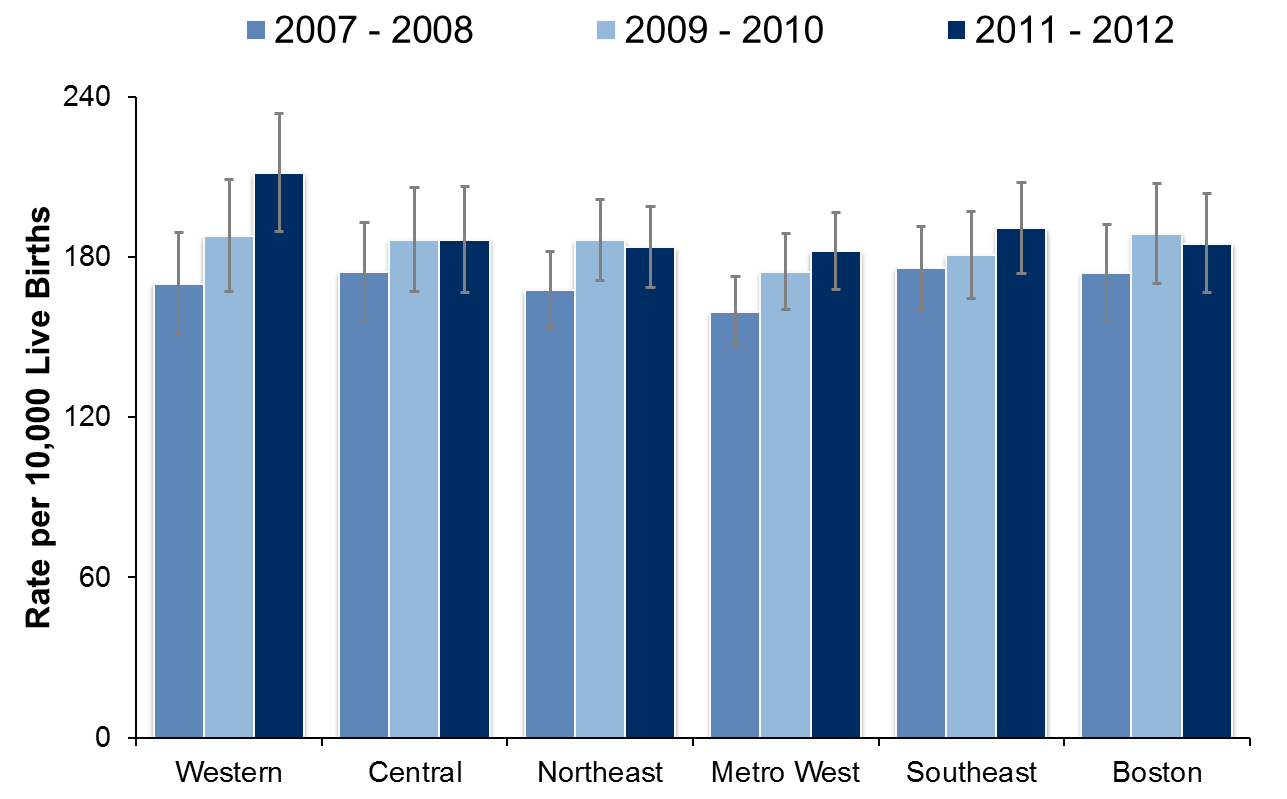 2007 - 2008 2009 - 2010 2011 - 2012
Rate per 10,000 Live Births
240
180
120
60
0
Western Central Northeast Metro West Southeast Boston